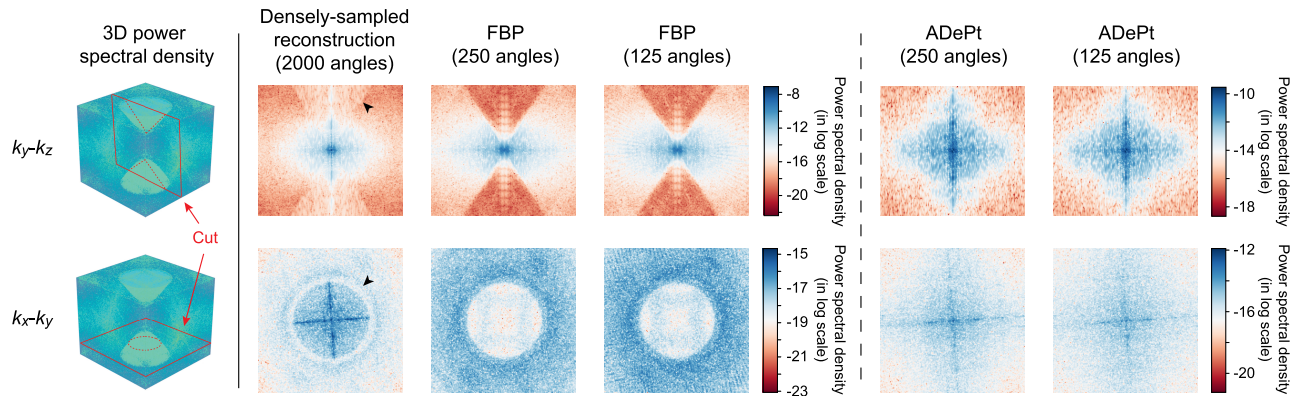 3D power
spectral density
Densely-sampled
reconstruction
(2000 angles)
FBP
(250 angles)
FBP
(125 angles)
ADePt
(250 angles)
ADePt
(125 angles)
ky-kz
-8
-12
-16
-20
Power spectral density
(in log scale)
-10
-14
-18
Power spectral density
(in log scale)
Cut
kx-ky
-15
-17
-19
-21
-23
Power spectral density
(in log scale)
-12
-16
-20
Power spectral density
(in log scale)